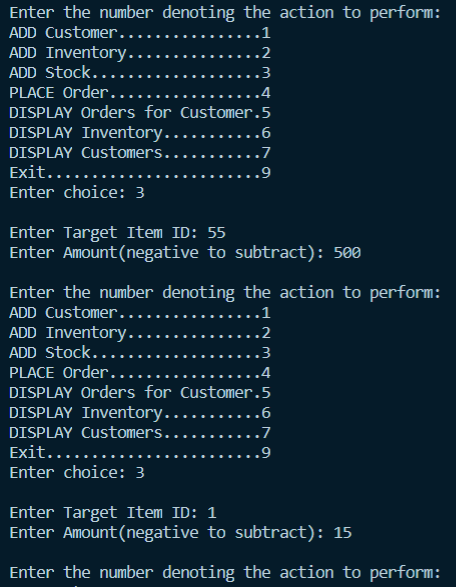 Enter the number denoting the action to perform:
ADD Customer................1
ADD Inventory...............2
ADD Stock...................3
PLACE Order.................4
DISPLAY Orders for Customer.5
DISPLAY Inventory...........6
DISPLAY Customers...........7
Exit........................9
Enter choice: 3
Enter Target Item ID: 55
Enter Amount(negative to subtract): 500
Enter the number denoting the action to perform:
ADD Customer................1
ADD Inventory...............2
ADD Stock...................3
PLACE Order.................4
DISPLAY Orders for Customer.5
DISPLAY Inventory...........6
DISPLAY Customers...........7
Exit........................9
Enter choice: 3
Enter Target Item ID: 1
Enter Amount(negative to subtract): 15
Enter the number denoting the action to perform: